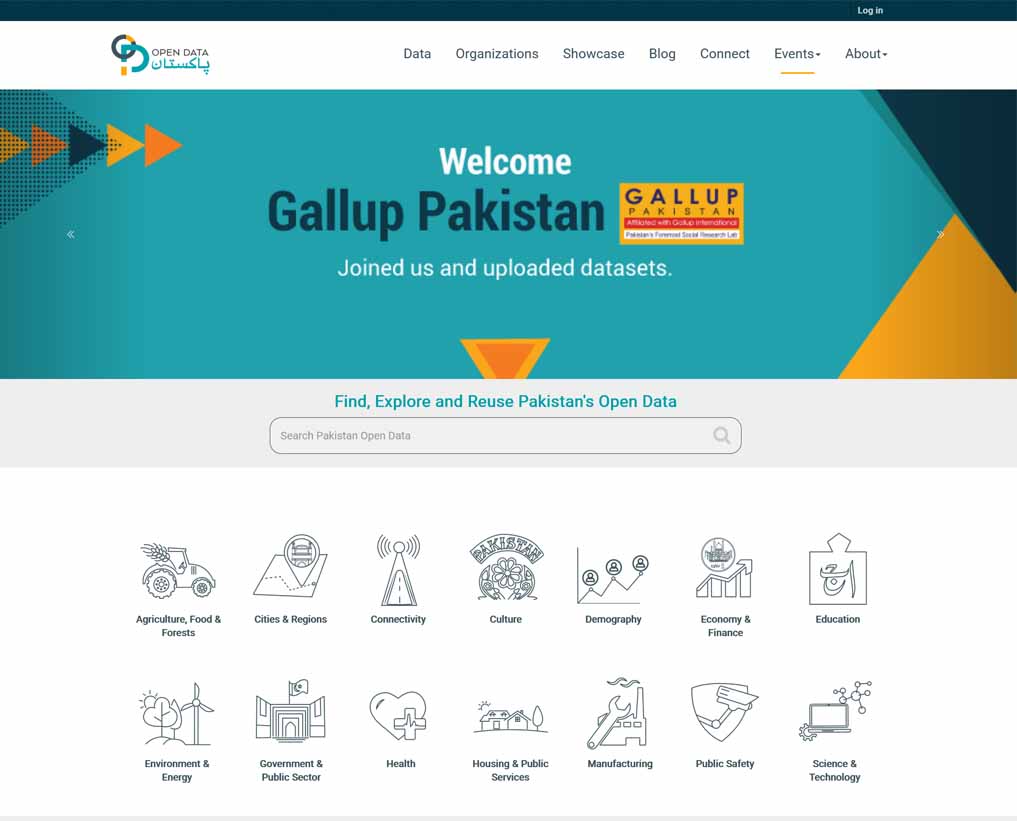 Log in
OPEN DATA
پاکستان
Data Organizations Showcase Blog Connect Events About
Welcome
Gallup Pakistan
GALLUP
PAKISTAN
Affiliated with Gallup International
Pakistan's Foremost Social Research Lab
Joined us and uploaded datasets.
Find, Explore and Reuse Pakistan's Open Data
Search Pakistan Open Data
PAKISTAN
Agriculture, Food &
Forests
Cities & Regions
Connectivity
Culture
Demography
Economy &
Finance
Education
Environment &
Energy
Government &
Public Sector
Health
Housing & Public
Services
Manufacturing
Public Safety
Science &
Technology